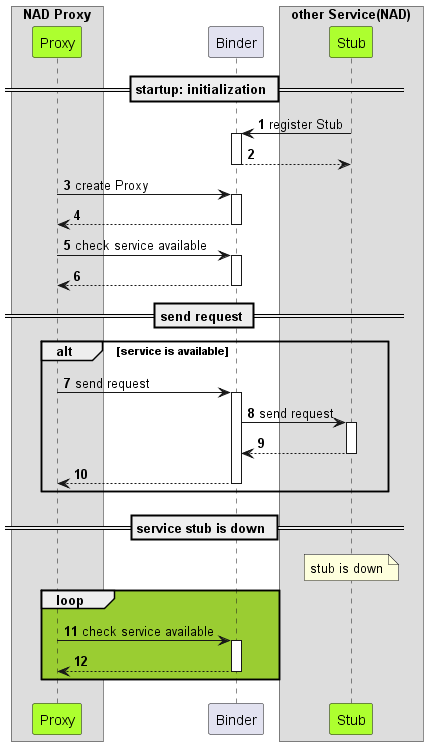 NAD Proxy
other Service(NAD)
Proxy
Binder
Stub
startup: initialization
1 register Stub
2
3 create Proxy
4
5 check service available
6
send request
alt [service is available]
7 send request
8 send request
9
10
service stub is down
stub is down
loop
11 check service available
12
Proxy
Binder
Stub